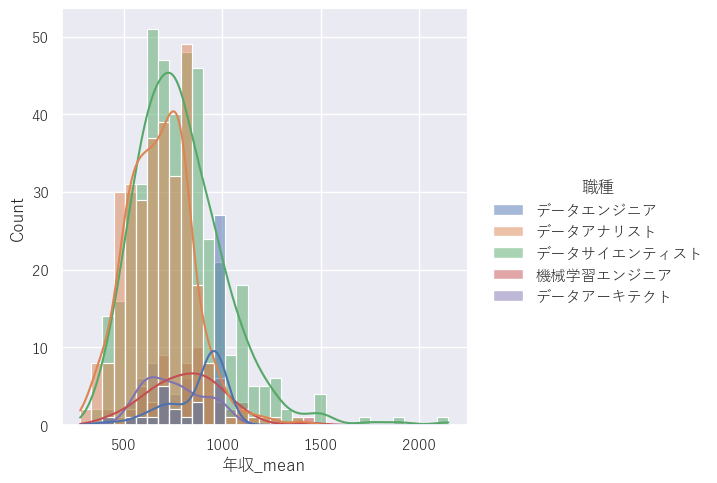 50
40
30
20
10
0
Count
500
1000
1500
2000
年収_mean
職種
データエンジニア
データアナリスト
データサイエンティスト
機械学習エンジニア
データアーキテクト